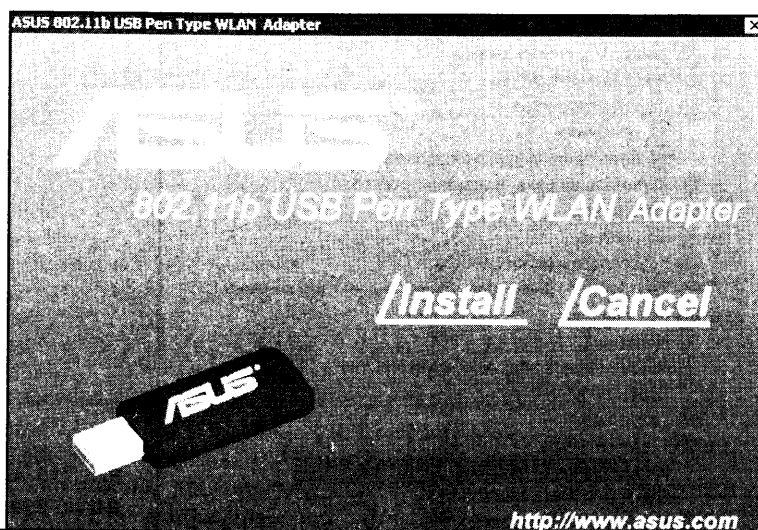 ASUS 802.11b USB Pen Type WLAN Adapter
ASUS
802.11b USB Pen Type WLAN Adapter
/Install /Cancel
ASUS
http://www.asus.com